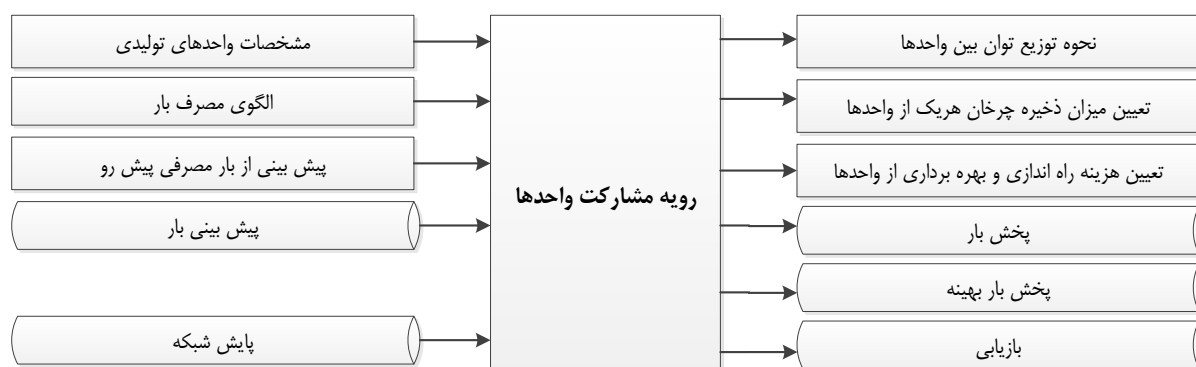 مشخصات واحدهای تولیدی
الگوی مصرف بار
پیش بینی از بار مصرفی پیش رو
پیش بینی بار
پایش شبکه
رویه مشارکت واحدها
نحوه توزیع توان بین واحدها
تعیین میزان ذخیره چرخان هریک از واحدها
تعیین هزینه راه اندازی و بهره برداری از واحدها
پخش بار
پخش بار بهینه
بازیابی